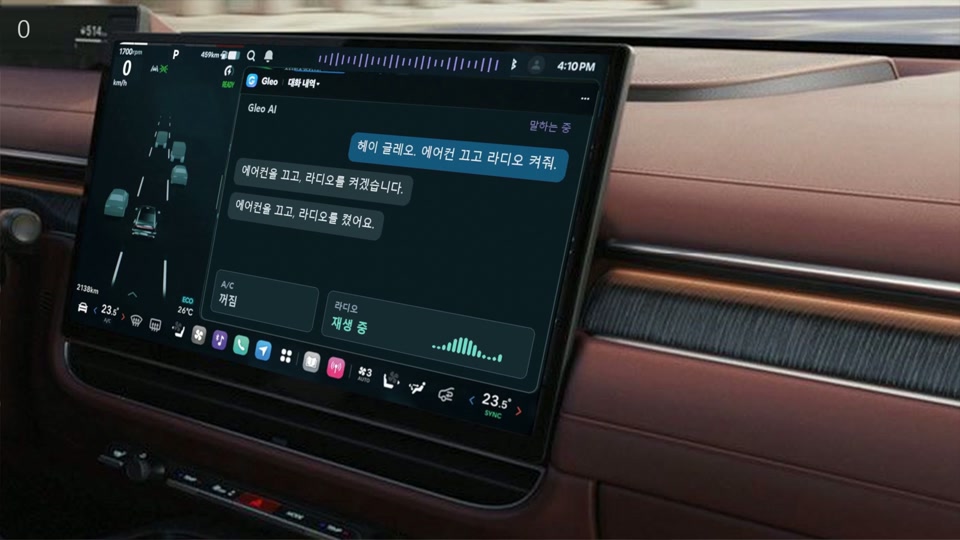 0
514
1700rpm
P
459km
4:10 PM
0
km/h
READY
Gleo
대화 내역
Gleo AI
말하는 중
헤이 글레오. 에어컨 끄고 라디오 켜줘.
에어컨을 끄고, 라디오를 켜겠습니다.
에어컨을 끄고, 라디오를 켰어요.
A/C
꺼짐
라디오
재생 중
2138km
ECO
26°C
23.5°
A/C
3
AUTO
23.5°
SYNC
MODE